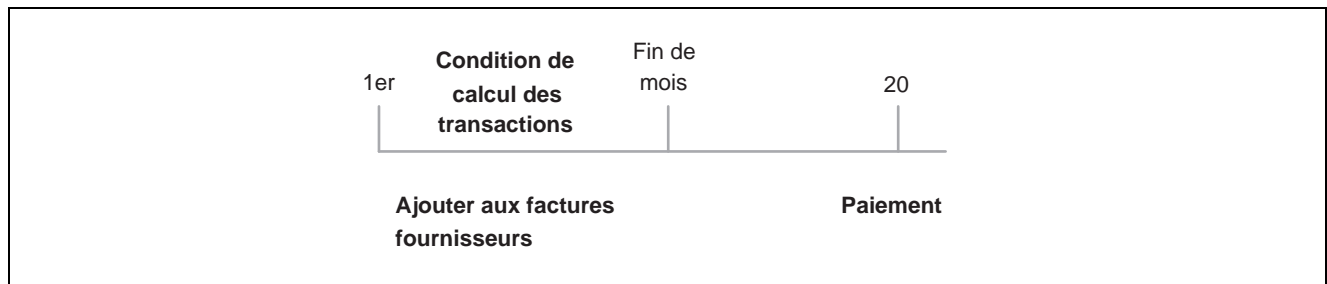 1er
Condition de
calcul des
transactions
Fin de
mois
20
Ajouter aux factures
fournisseurs
Paiement